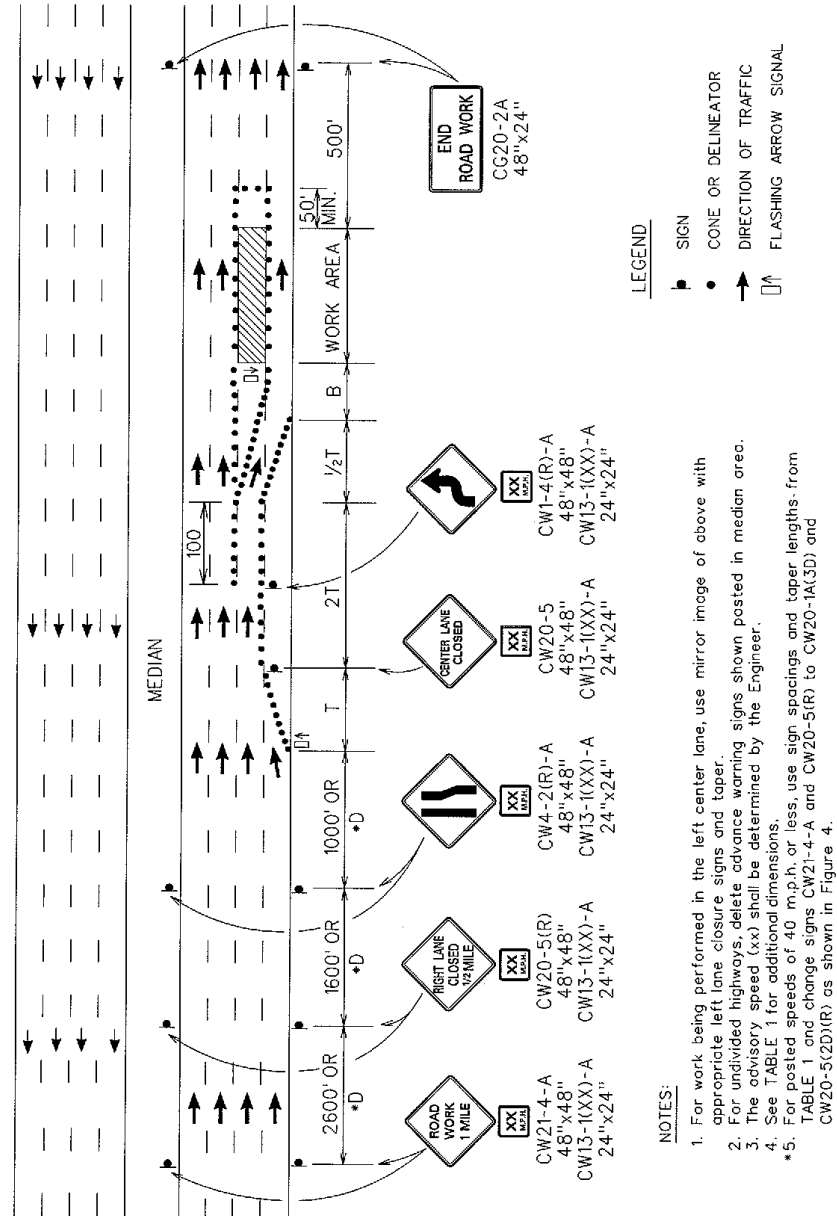 MEDIAN
100
2600' OR
*D
1600' OR
*D
1000' OR
*D
T
2T
½T
B
WORK AREA
50'
MIN.
500'
ROAD
WORK
1 MILE
XX
M.P.H.
CW21-4-A
48"x48"
CW13-1(XX)-A
24"x24"
RIGHT LANE
CLOSED
1/2 MILE
XX
M.P.H.
CW20-5(R)
48"x48"
CW13-1(XX)-A
24"x24"
XX
M.P.H.
CW4-2(R)-A
48"x48"
CW13-1(XX)-A
24"x24"
CENTER LANE
CLOSED
XX
M.P.H.
CW20-5
48"x48"
CW13-1(XX)-A
24"x24"
XX
M.P.H.
CW1-4(R)-A
48"x48"
CW13-1(XX)-A
24"x24"
END
ROAD WORK
CG20-2A
48"x24"
NOTES:
1. For work being performed in the left center lane, use mirror image of above with
appropriate left lane closure signs and taper.
2. For undivided highways, delete advance warning signs shown posted in median area.
3. The advisory speed (xx) shall be determined by the Engineer.
4. See TABLE 1 for additional dimensions.
*5. For posted speeds of 40 m.p.h. or less, use sign spacings and taper lengths from
TABLE 1 and change signs CW21-4-A and CW20-5(R) to CW20-1A(3D) and
CW20-5(2D)(R) as shown in Figure 4.
LEGEND
SIGN
CONE OR DELINEATOR
DIRECTION OF TRAFFIC
FLASHING ARROW SIGNAL